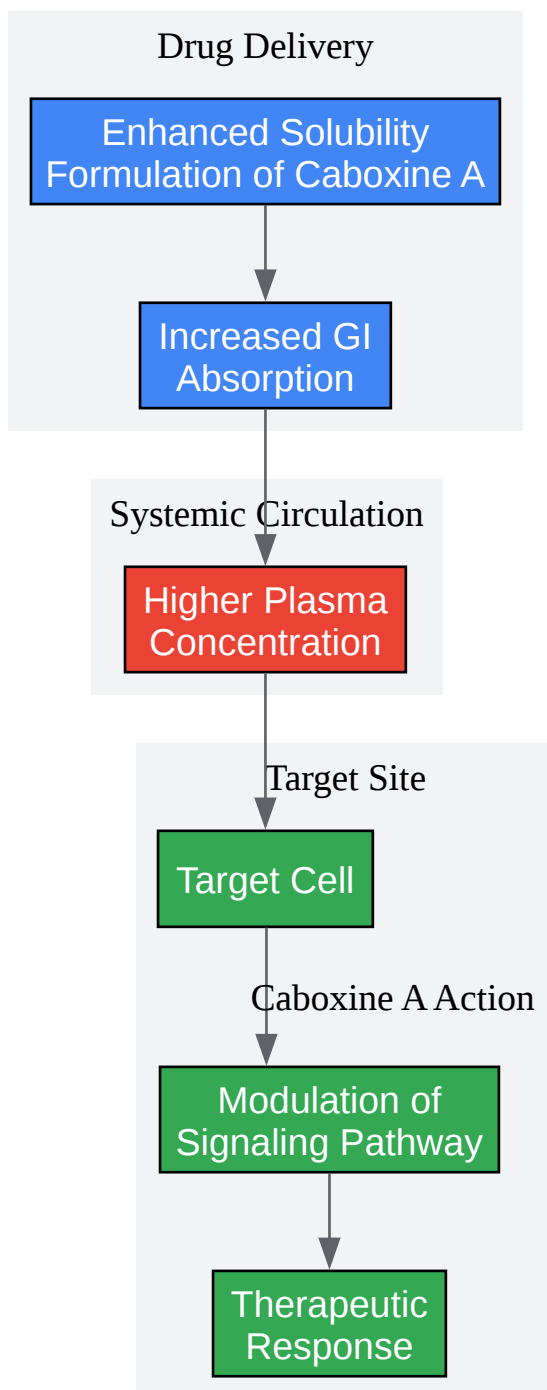 Drug Delivery
Enhanced Solubility
Formulation of Caboxine A
Increased GI
Absorption
Systemic Circulation
Higher Plasma
Concentration
Target Site
Target Cell
Caboxine A Action
Modulation of
Signaling Pathway
Therapeutic
Response